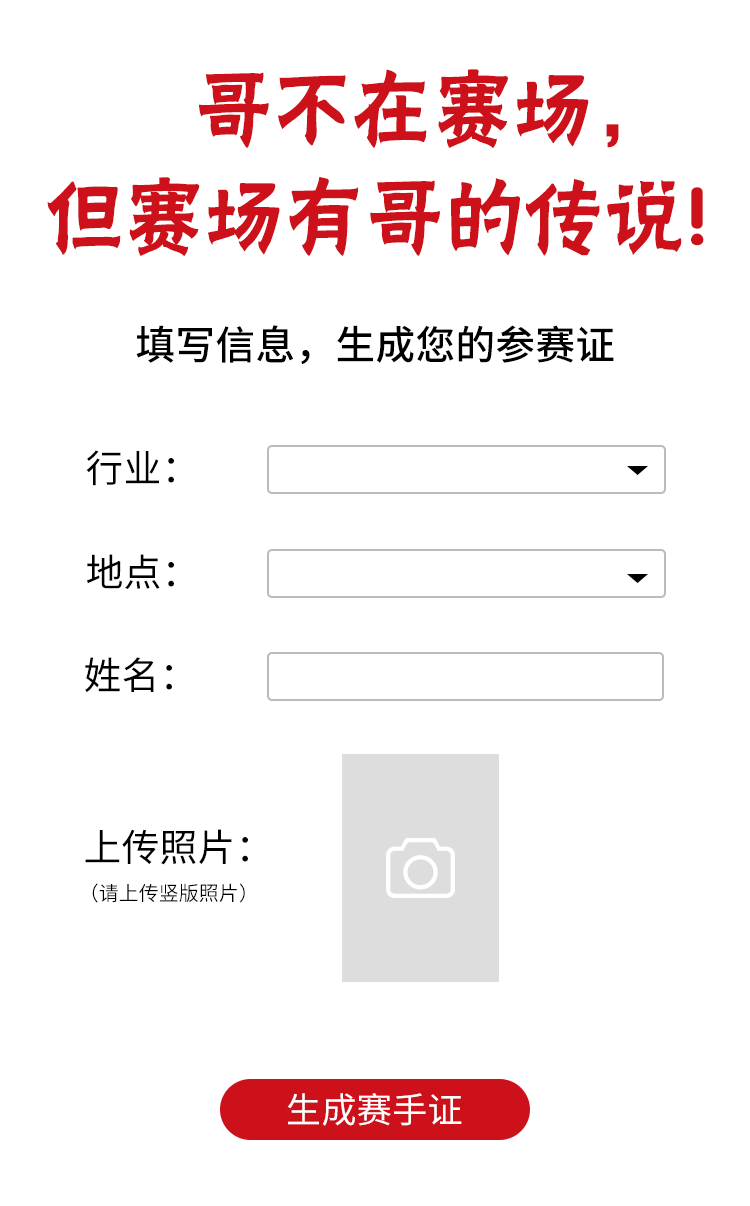 哥不在赛场，
但赛场有哥的传说!
填写信息，生成您的参赛证
行业：
地点：
姓名：
上传照片：
（请上传竖版照片）
生成赛手证